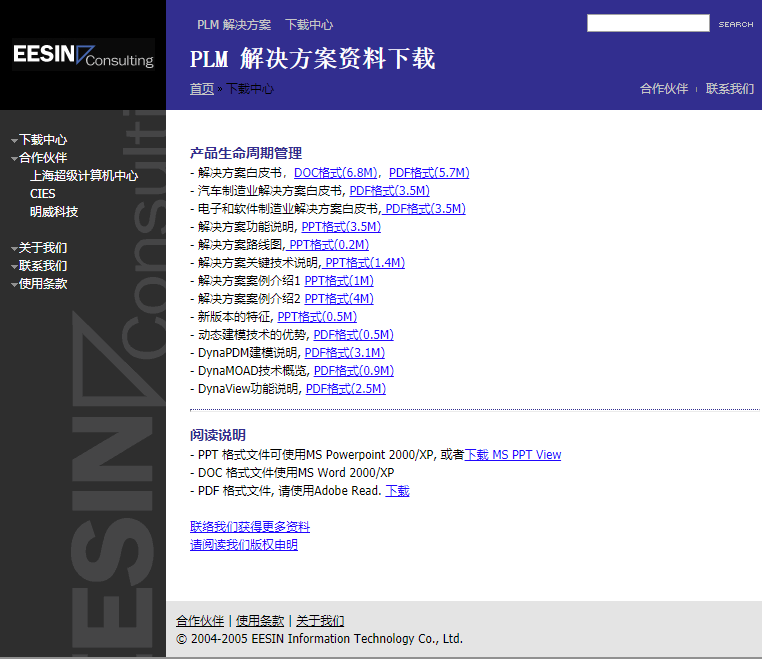 PLM 解决方案 下载中心
SEARCH
EESIN Consulting
PLM 解决方案资料下载
首页 » 下载中心
合作伙伴 | 联系我们
下载中心
合作伙伴
上海超级计算机中心
CIES
明威科技
关于我们
联系我们
使用条款
EESIN Consulti
产品生命周期管理
- 解决方案白皮书，DOC格式(6.8M)，PDF格式(5.7M)
- 汽车制造业解决方案白皮书, PDF格式(3.5M)
- 电子和软件制造业解决方案白皮书, PDF格式(3.5M)
- 解决方案功能说明, PPT格式(3.5M)
- 解决方案路线图, PPT格式(0.2M)
- 解决方案关键技术说明, PPT格式(1.4M)
- 解决方案案例介绍1 PPT格式(1M)
- 解决方案案例介绍2 PPT格式(4M)
- 新版本的特征, PPT格式(0.5M)
- 动态建模技术的优势, PDF格式(0.5M)
- DynaPDM建模说明, PDF格式(3.1M)
- DynaMOAD技术概览, PDF格式(0.9M)
- DynaView功能说明, PDF格式(2.5M)
阅读说明
- PPT 格式文件可使用MS Powerpoint 2000/XP, 或者下载 MS PPT View
- DOC 格式文件使用MS Word 2000/XP
- PDF 格式文件, 请使用Adobe Read. 下载
联络我们获得更多资料
请阅读我们版权申明
合作伙伴 | 使用条款 | 关于我们
© 2004-2005 EESIN Information Technology Co., Ltd.